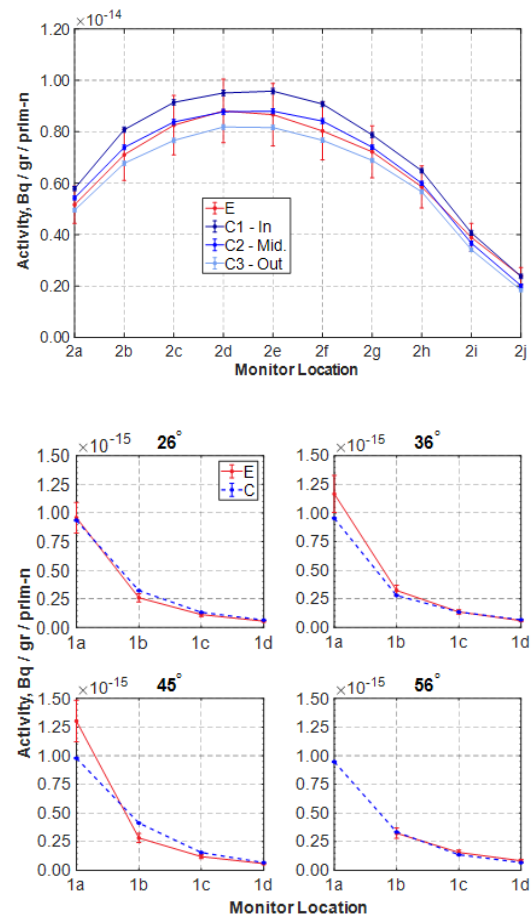 ×10^-14
1.20
1.00
0.80
0.60
0.40
0.20
0.00
Activity, Bq / gr / prim-n
E
C1 - In
C2 - Mid.
C3 - Out
2a 2b 2c 2d 2e 2f 2g 2h 2i 2j
Monitor Location
×10^-15 26°
1.50
1.25
1.00
0.75
0.50
0.25
0.00
E
C
1a 1b 1c 1d
×10^-15 36°
1.50
1.25
1.00
0.75
0.50
0.25
0.00
1a 1b 1c 1d
Activity, Bq / gr / prim-n
×10^-15 45°
1.50
1.25
1.00
0.75
0.50
0.25
0.00
1a 1b 1c 1d
×10^-15 56°
1.50
1.25
1.00
0.75
0.50
0.25
0.00
1a 1b 1c 1d
Monitor Location